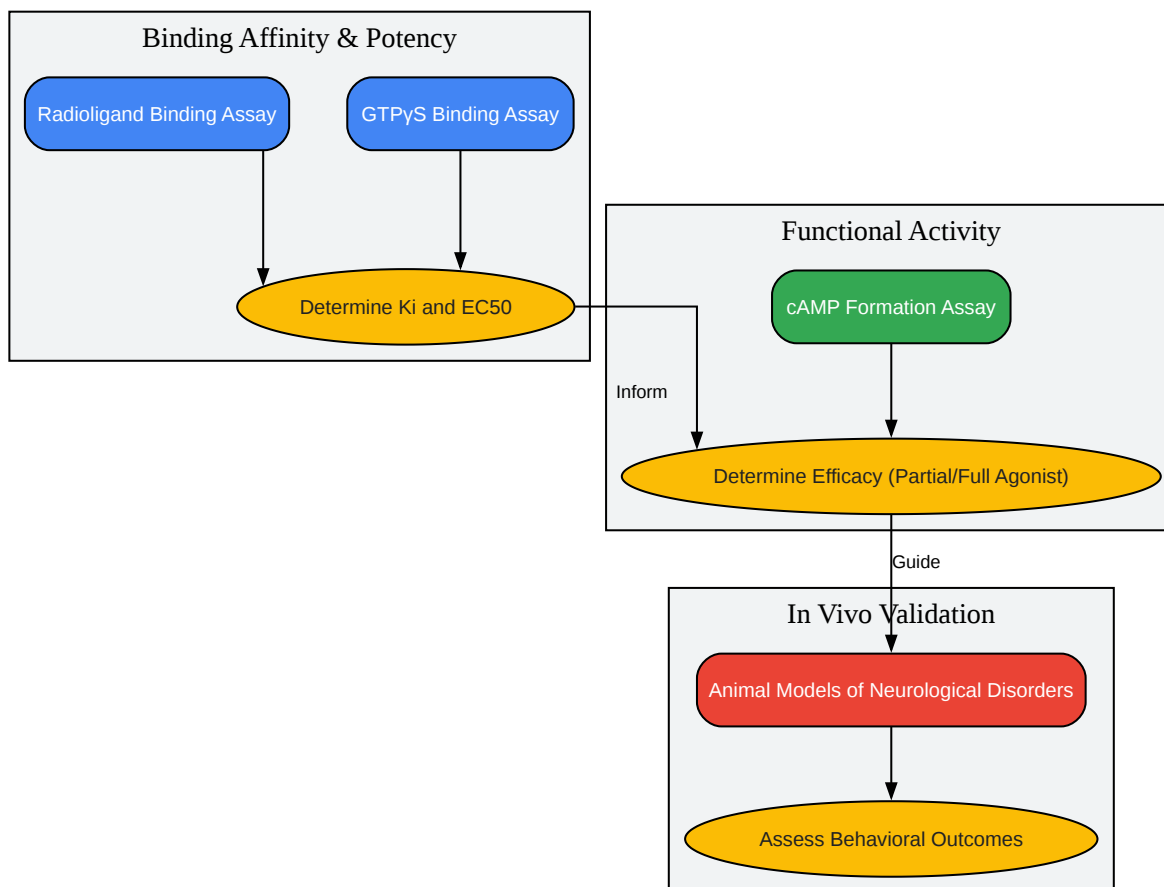 Binding Affinity & Potency
Radioligand Binding Assay
GTPγS Binding Assay
Determine Ki and EC50
Functional Activity
cAMP Formation Assay
Inform
Determine Efficacy (Partial/Full Agonist)
Guide
In Vivo Validation
Animal Models of Neurological Disorders
Assess Behavioral Outcomes